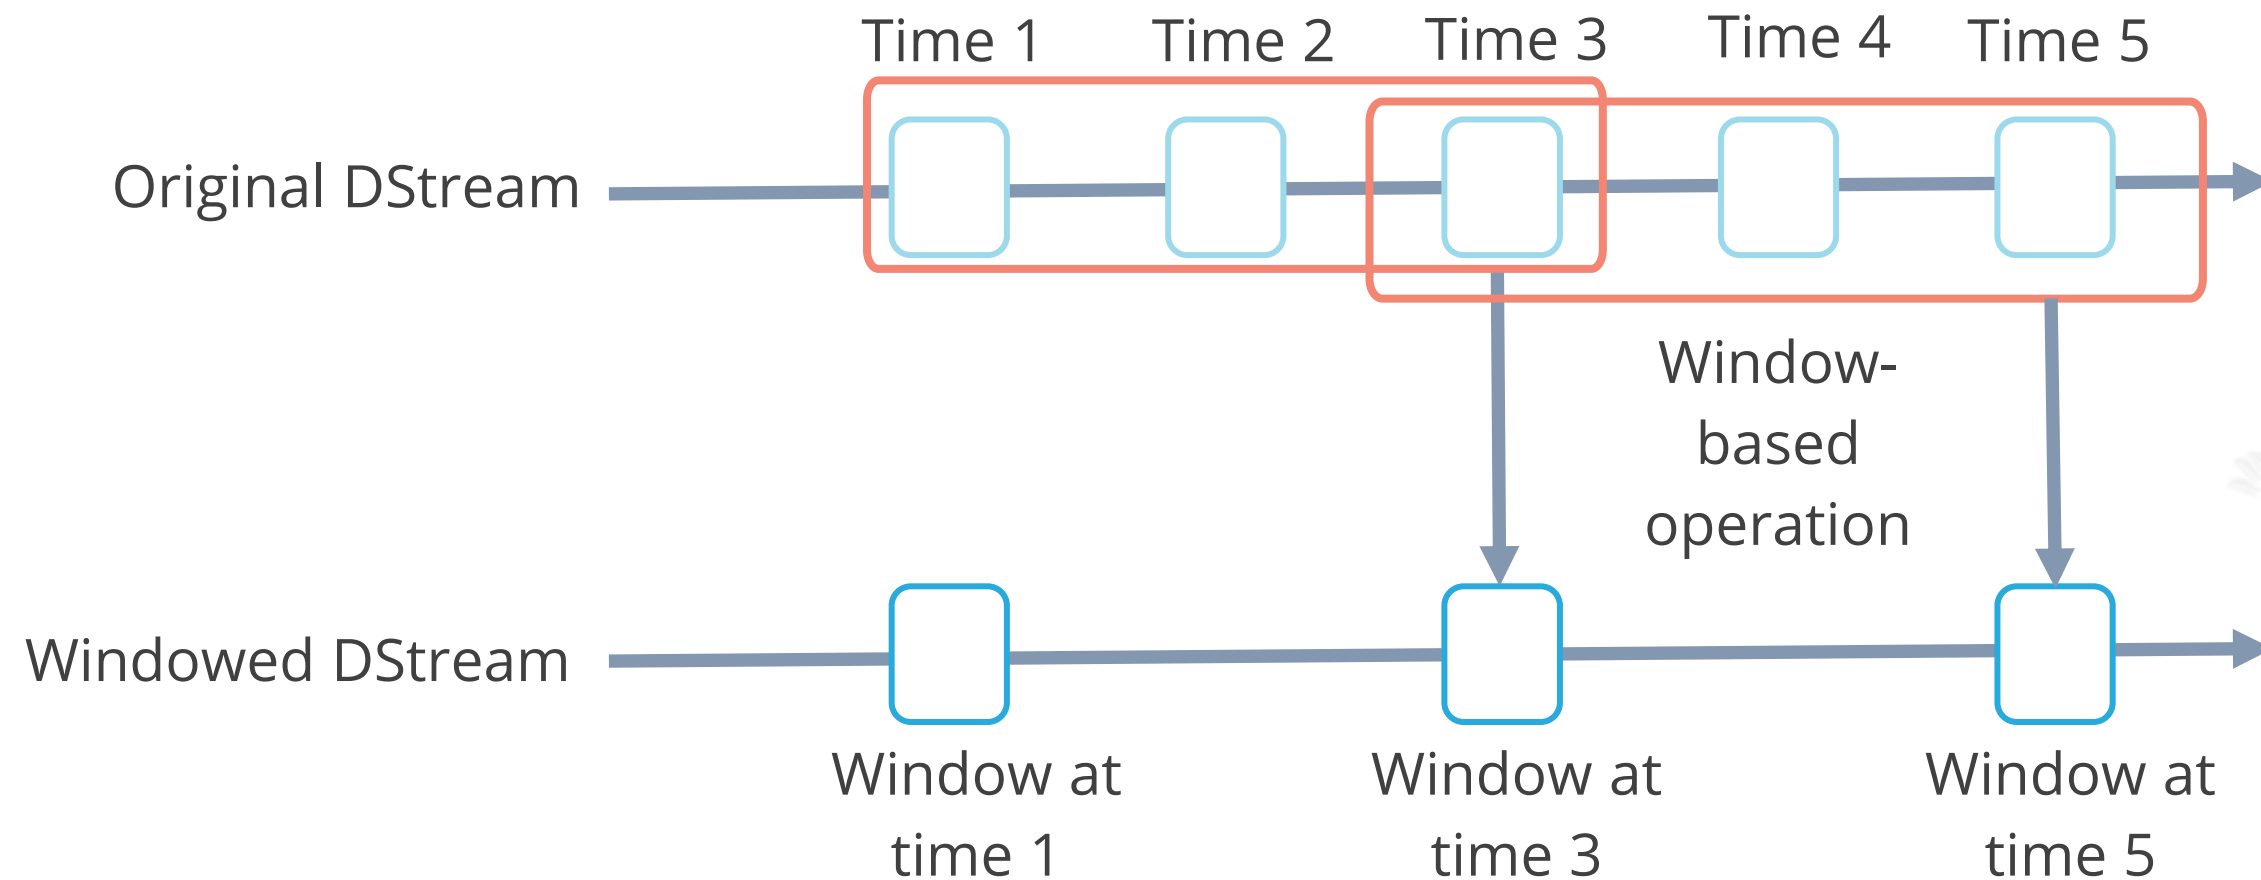 Time 1 Time 2 Time 3 Time 4 Time 5
Original DStream
Window-
based
operation
Windowed DStream
Window at
time 1
Window at
time 3
Window at
time 5